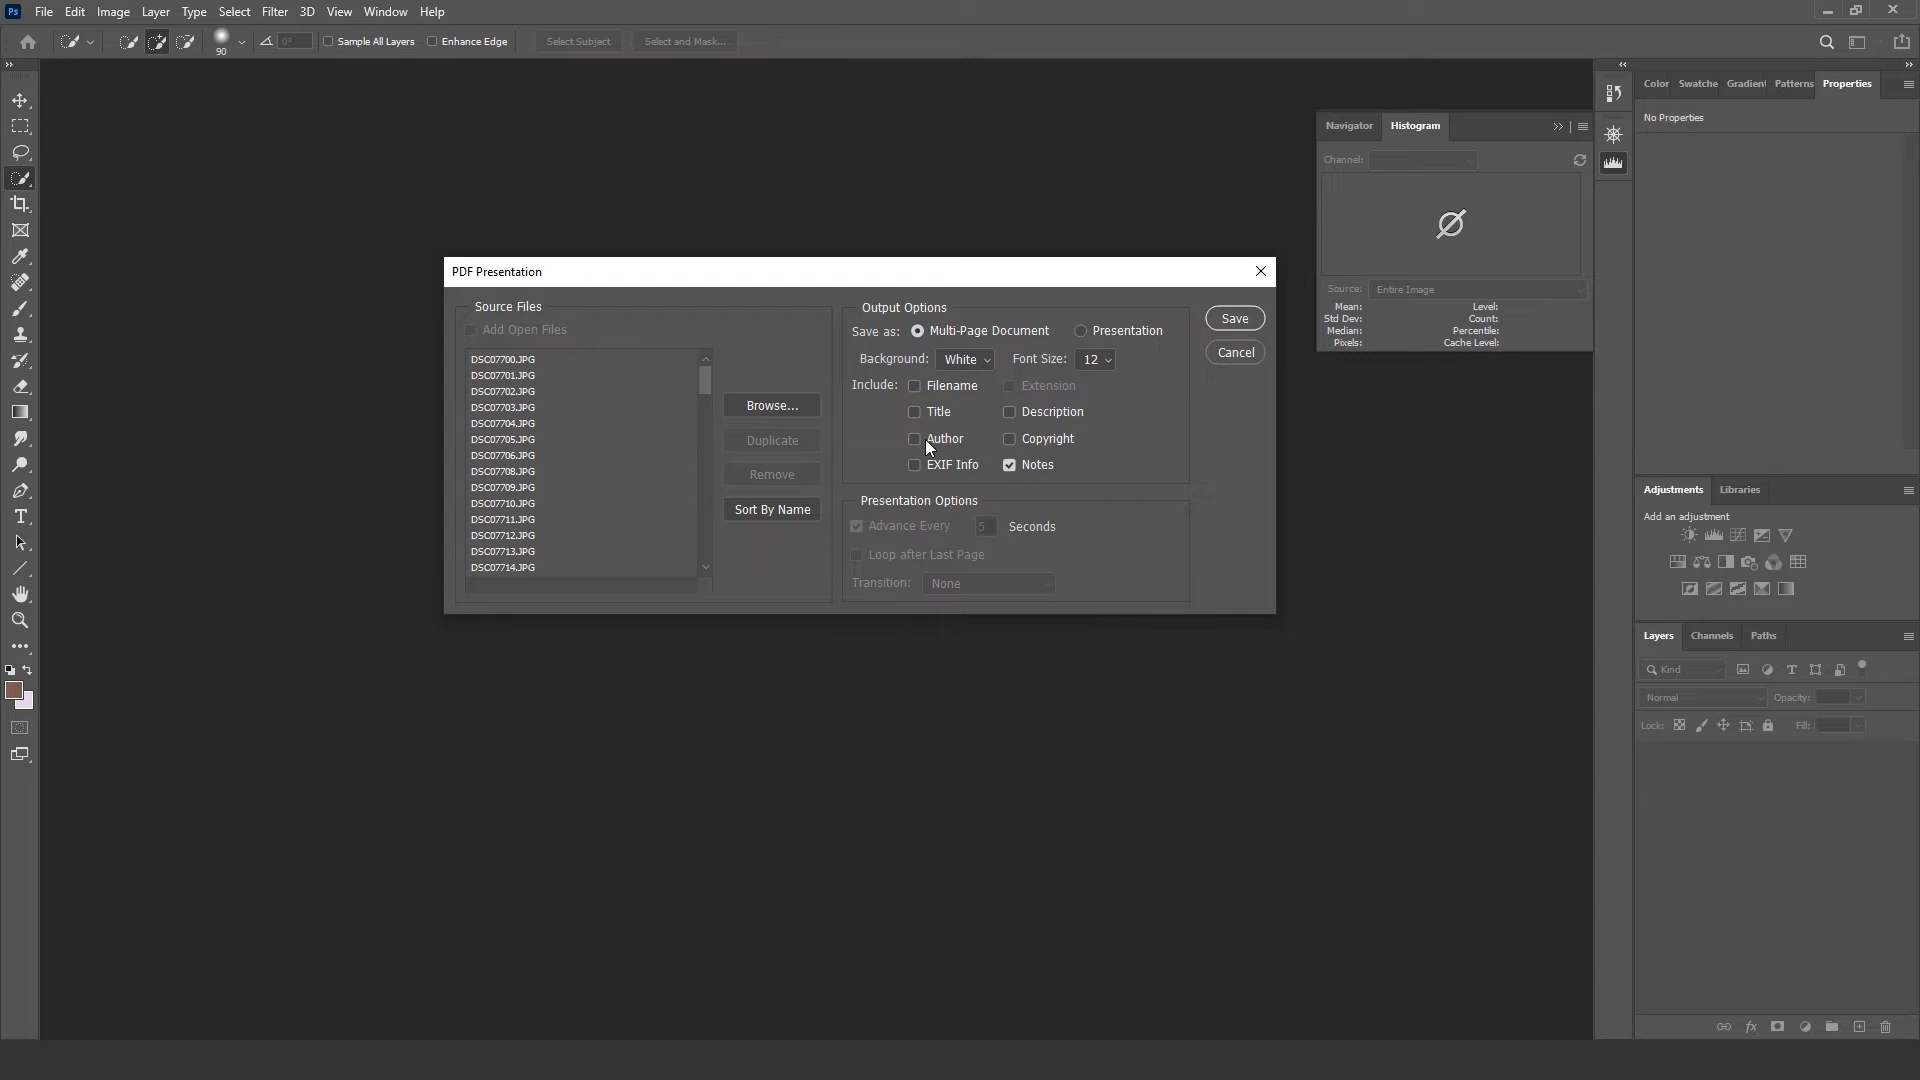 Ps File Edit Image Layer Type Select Filter 3D View Window Help
90 0° Sample All Layers Enhance Edge Select Subject Select and Mask...
Color Swatche Gradient Patterns Properties
No Properties
Navigator Histogram
Channel:
Source: Entire Image
Mean: Level:
Std Dev: Count:
Median: Percentile:
Pixels: Cache Level:
PDF Presentation
Source Files
Add Open Files
DSC07700.JPG
DSC07701.JPG
DSC07702.JPG
DSC07703.JPG
DSC07704.JPG
DSC07705.JPG
DSC07706.JPG
DSC07708.JPG
DSC07709.JPG
DSC07710.JPG
DSC07711.JPG
DSC07712.JPG
DSC07713.JPG
DSC07714.JPG
Browse...
Duplicate
Remove
Sort By Name
Output Options
Save as: Multi-Page Document Presentation
Background: White Font Size: 12
Include: Filename Extension
Title Description
Author Copyright
EXIF Info Notes
Presentation Options
Advance Every 5 Seconds
Loop after Last Page
Transition: None
Save
Cancel
Adjustments Libraries
Add an adjustment
Layers Channels Paths
Kind
Normal Opacity:
Lock: Fill: